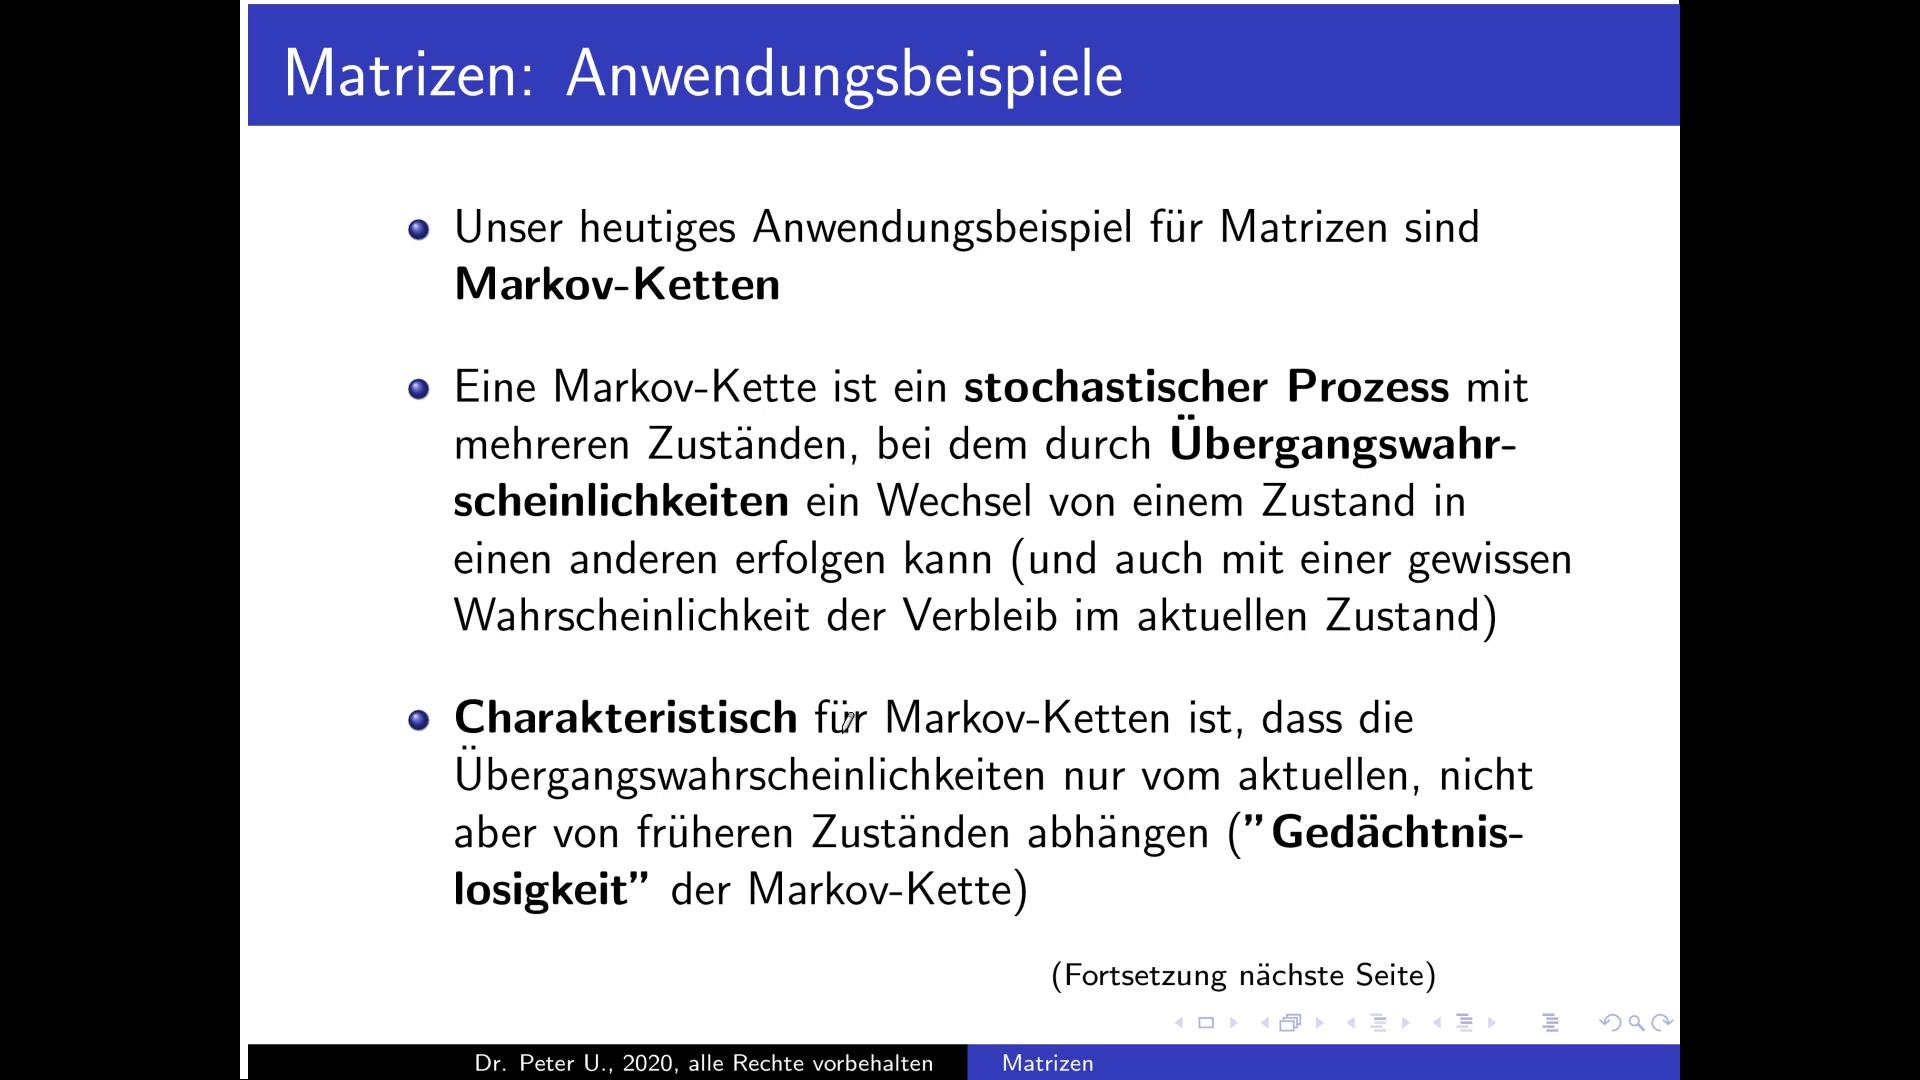 Matrizen: Anwendungsbeispiele
Unser heutiges Anwendungsbeispiel für Matrizen sind
Markov-Ketten
Eine Markov-Kette ist ein stochastischer Prozess mit
mehreren Zuständen, bei dem durch Übergangswahr-
scheinlichkeiten ein Wechsel von einem Zustand in
einen anderen erfolgen kann (und auch mit einer gewissen
Wahrscheinlichkeit der Verbleib im aktuellen Zustand)
Charakteristisch für Markov-Ketten ist, dass die
Übergangswahrscheinlichkeiten nur vom aktuellen, nicht
aber von früheren Zuständen abhängen (”Gedächtnis-
losigkeit” der Markov-Kette)
(Fortsetzung nächste Seite)
Dr. Peter U., 2020, alle Rechte vorbehalten
Matrizen